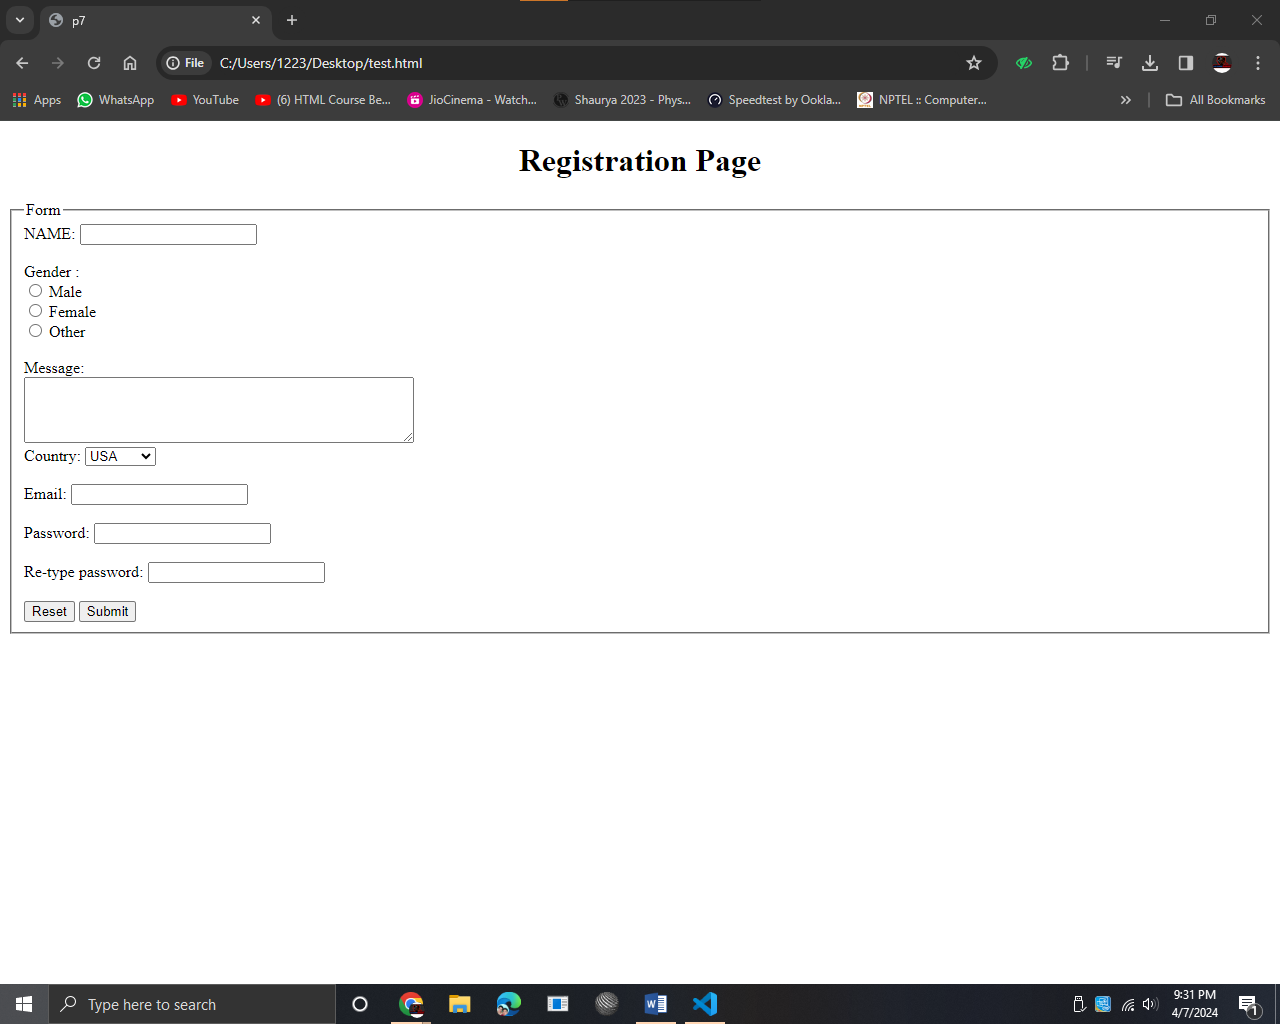 p7
File C:/Users/1223/Desktop/test.html
Apps WhatsApp YouTube (6) HTML Course Be... JioCinema - Watch... Shaurya 2023 - Phys... Speedtest by Ookla... NPTEL :: Computer... All Bookmarks
Registration Page
Form
NAME:
Gender :
Male
Female
Other
Message:
Country: USA
Email:
Password:
Re-type password:
Reset Submit
Type here to search
9:31 PM
4/7/2024
1